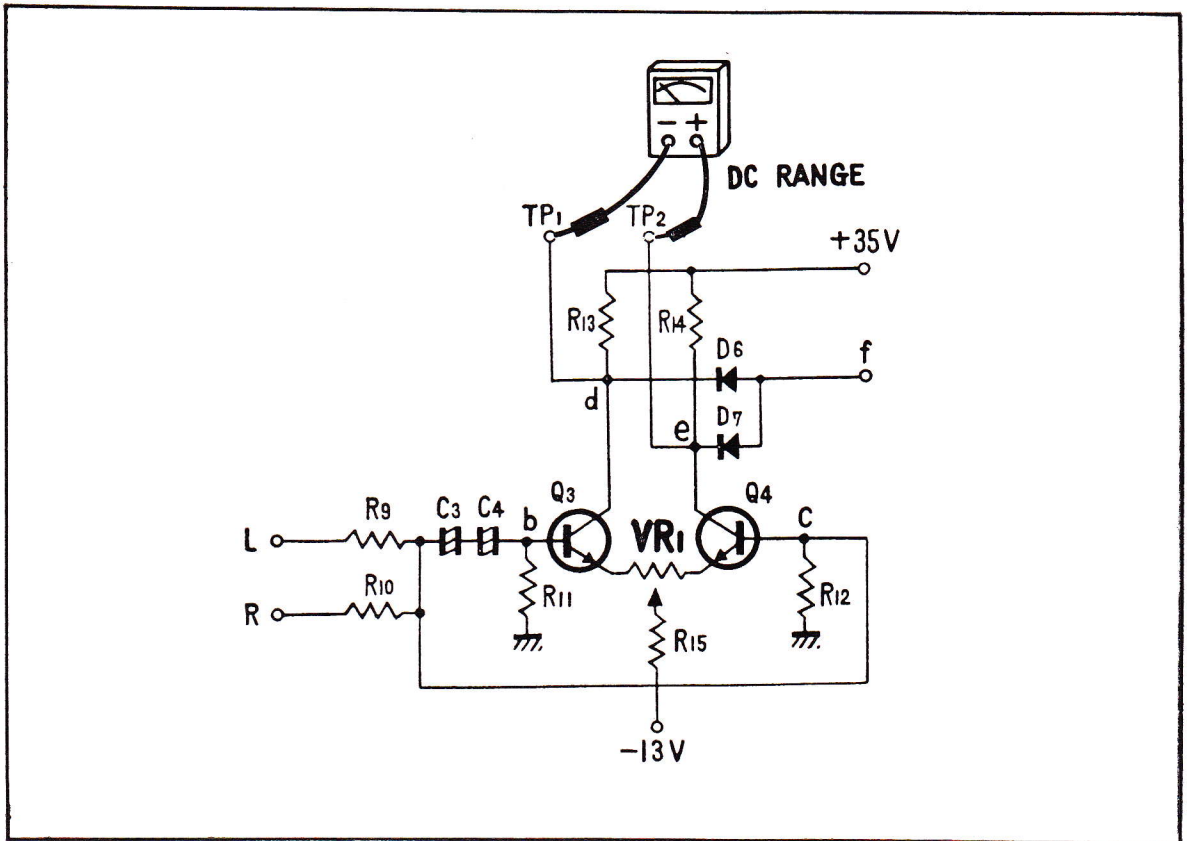 − +
DC RANGE
TP1 TP2
+35V
R13 R14
D6 f
d
D7
e
Q3 Q4
R9 C3 C4 b VR1 C
L
R10 R11 R12
R
R15
−13V